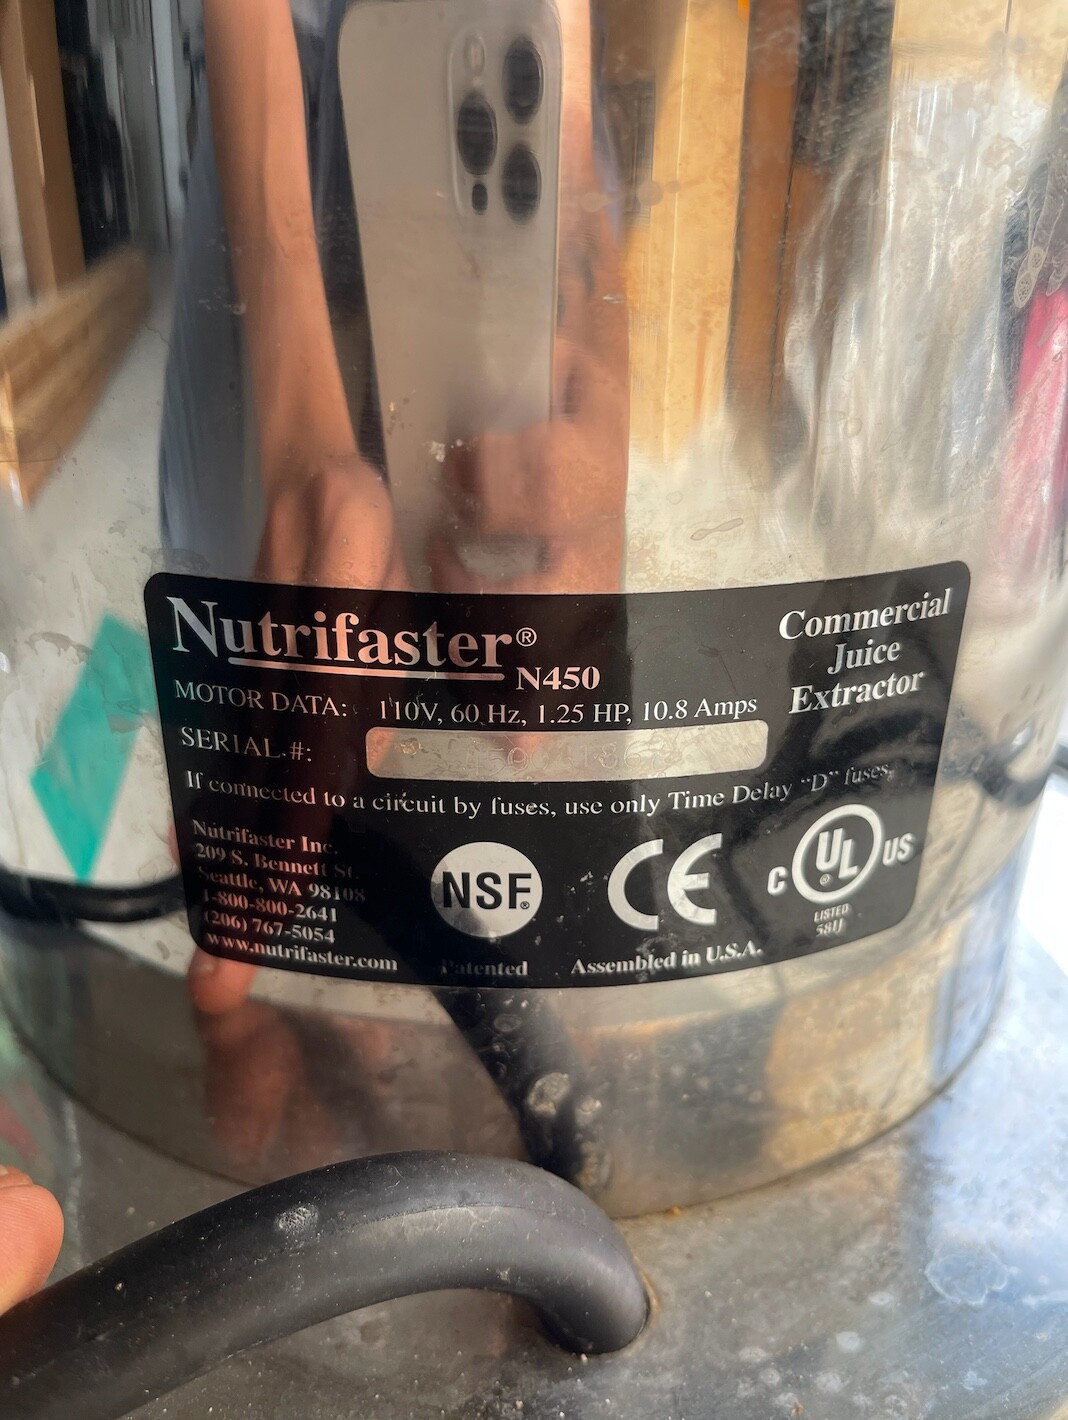 Nutrifaster®
N450
Commercial
Juice
Extractor
MOTOR DATA: 110V, 60 Hz, 1.25 HP, 10.8 Amps
SERIAL #:
If connected to a circuit by fuses, use only Time Delay "D" fuses.
Nutrifaster Inc.
209 S. Bennett St.
Seattle, WA 98108
1-800-800-2641
(206) 767-5054
www.nutrifaster.com
NSF®
Patented
CE
Assembled in U.S.A.
C UL® US
LISTED
581J